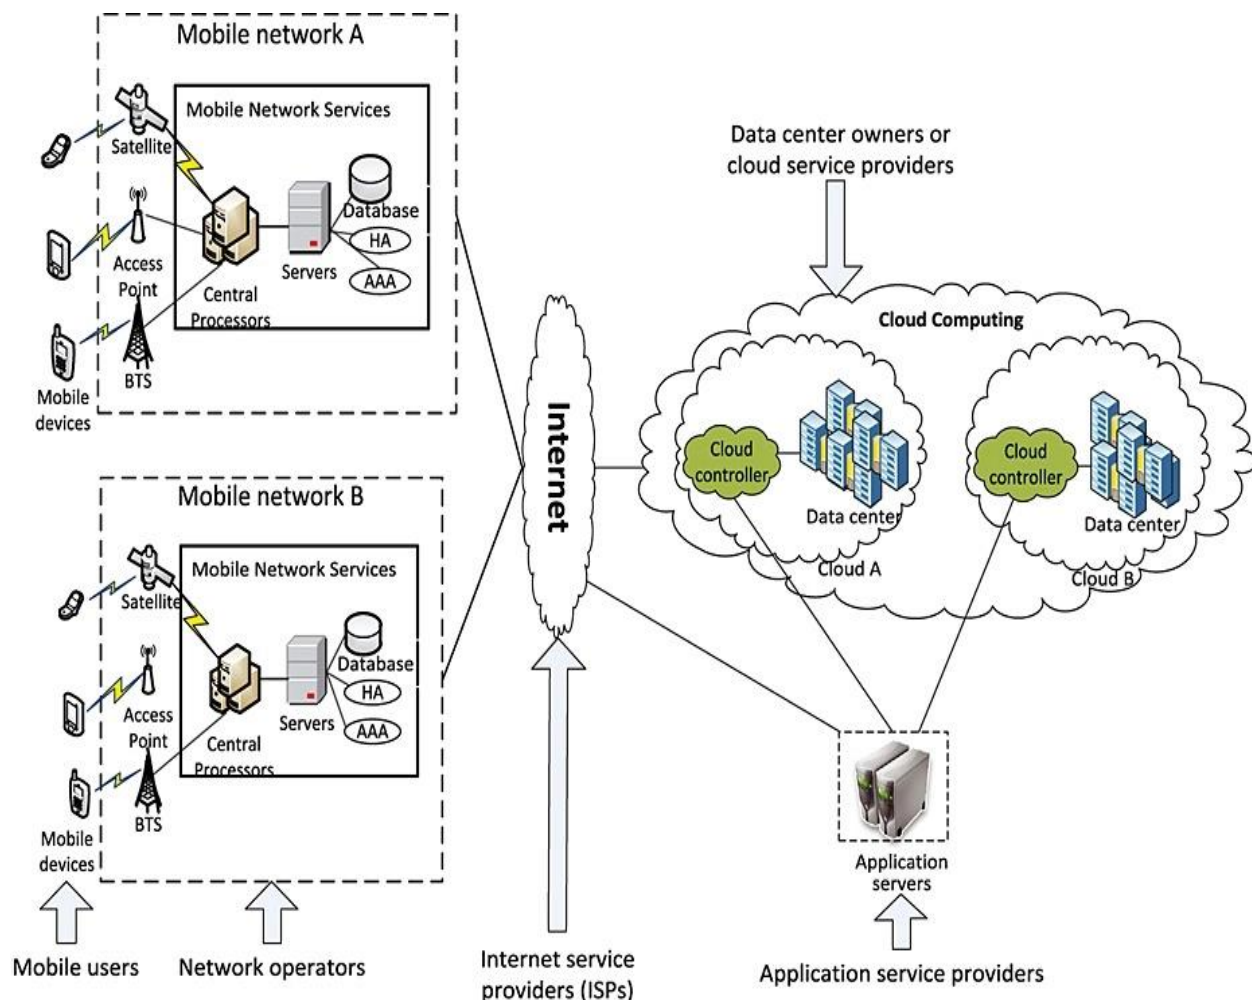 Mobile network A
Mobile Network Services
Satellite
Database
HA
AAA
Servers
Access
Point
Central
Processors
BTS
Mobile
devices
Mobile network B
Mobile Network Services
Satellite
Database
HA
AAA
Servers
Access
Point
Central
Processors
BTS
Mobile
devices
Mobile users
Network operators
Internet
Internet service
providers (ISPs)
Data center owners or
cloud service providers
Cloud Computing
Cloud
controller
Data center
Cloud A
Cloud
controller
Data center
Cloud B
Application
servers
Application service providers